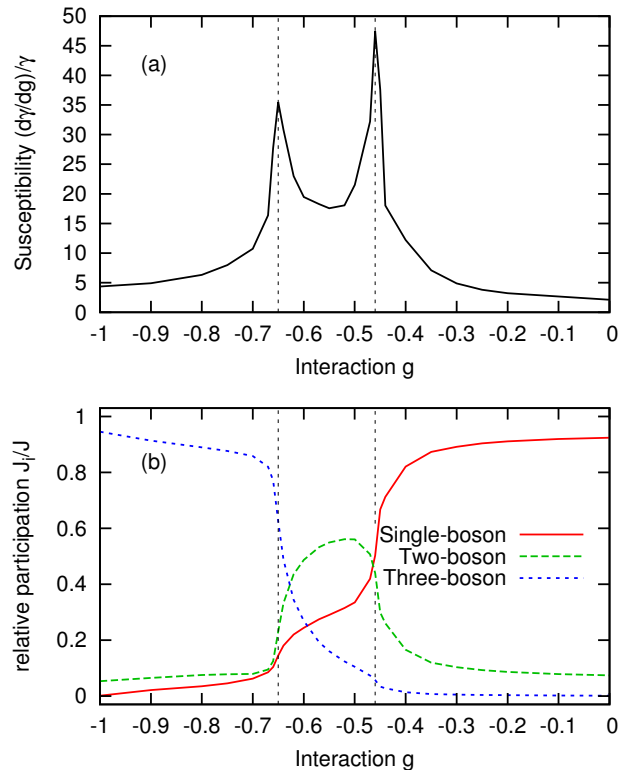 Susceptibility (dγ/dg)/γ
50
45
40
35
30
25
20
15
10
5
0
(a)
-1 -0.9 -0.8 -0.7 -0.6 -0.5 -0.4 -0.3 -0.2 -0.1 0
Interaction g
relative participation Jᵢ/J
1
0.8
0.6
0.4
0.2
0
(b)
Single-boson
Two-boson
Three-boson
-1 -0.9 -0.8 -0.7 -0.6 -0.5 -0.4 -0.3 -0.2 -0.1 0
Interaction g